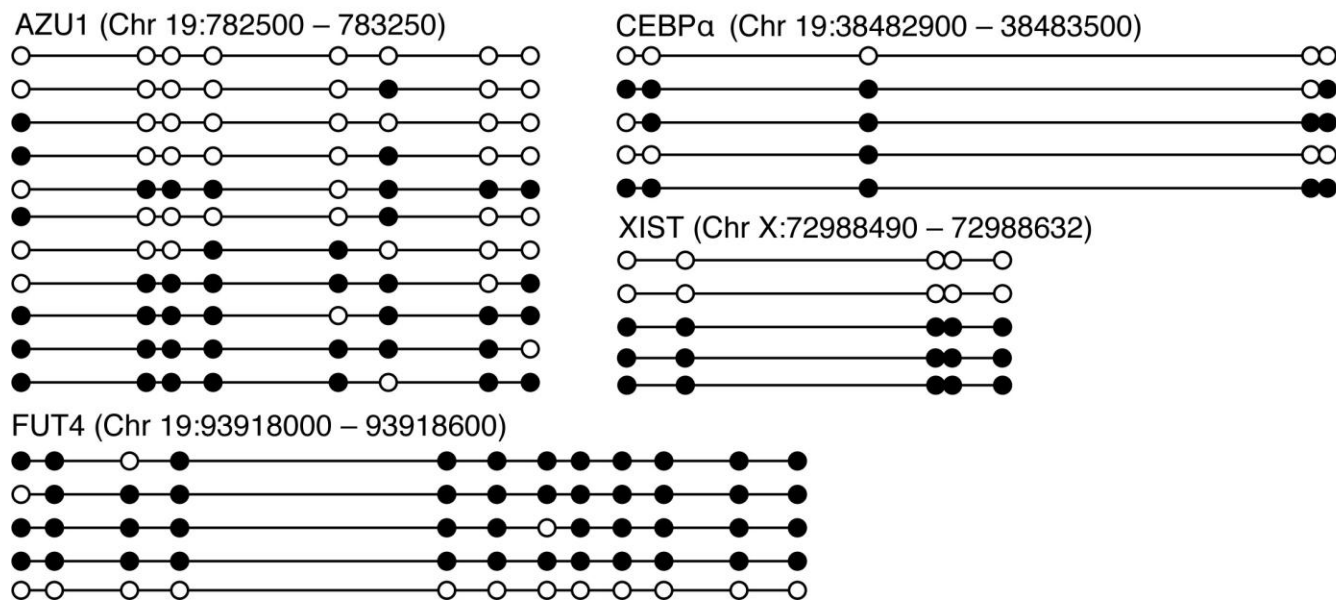 AZU1 (Chr 19:782500 – 783250)
CEBPα (Chr 19:38482900 – 38483500)
XIST (Chr X:72988490 – 72988632)
FUT4 (Chr 19:93918000 – 93918600)